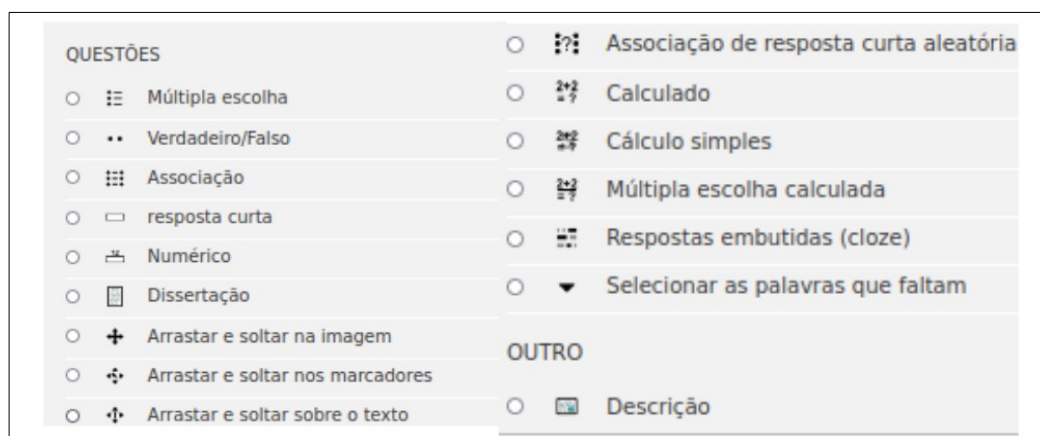 QUESTÕES
Múltipla escolha
Verdadeiro/Falso
Associação
resposta curta
Numérico
Dissertação
Arrastar e soltar na imagem
Arrastar e soltar nos marcadores
Arrastar e soltar sobre o texto
Associação de resposta curta aleatória
Calculado
Cálculo simples
Múltipla escolha calculada
Respostas embutidas (cloze)
Selecionar as palavras que faltam
OUTRO
Descrição